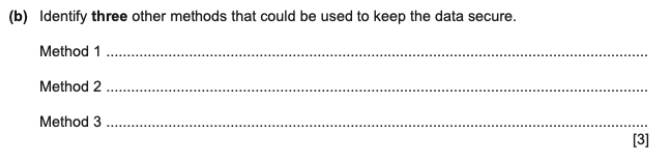 (b) Identify three other methods that could be used to keep the data secure.
Method 1 ........................................................................................................................
Method 2 ........................................................................................................................
Method 3 ........................................................................................................................
[3]